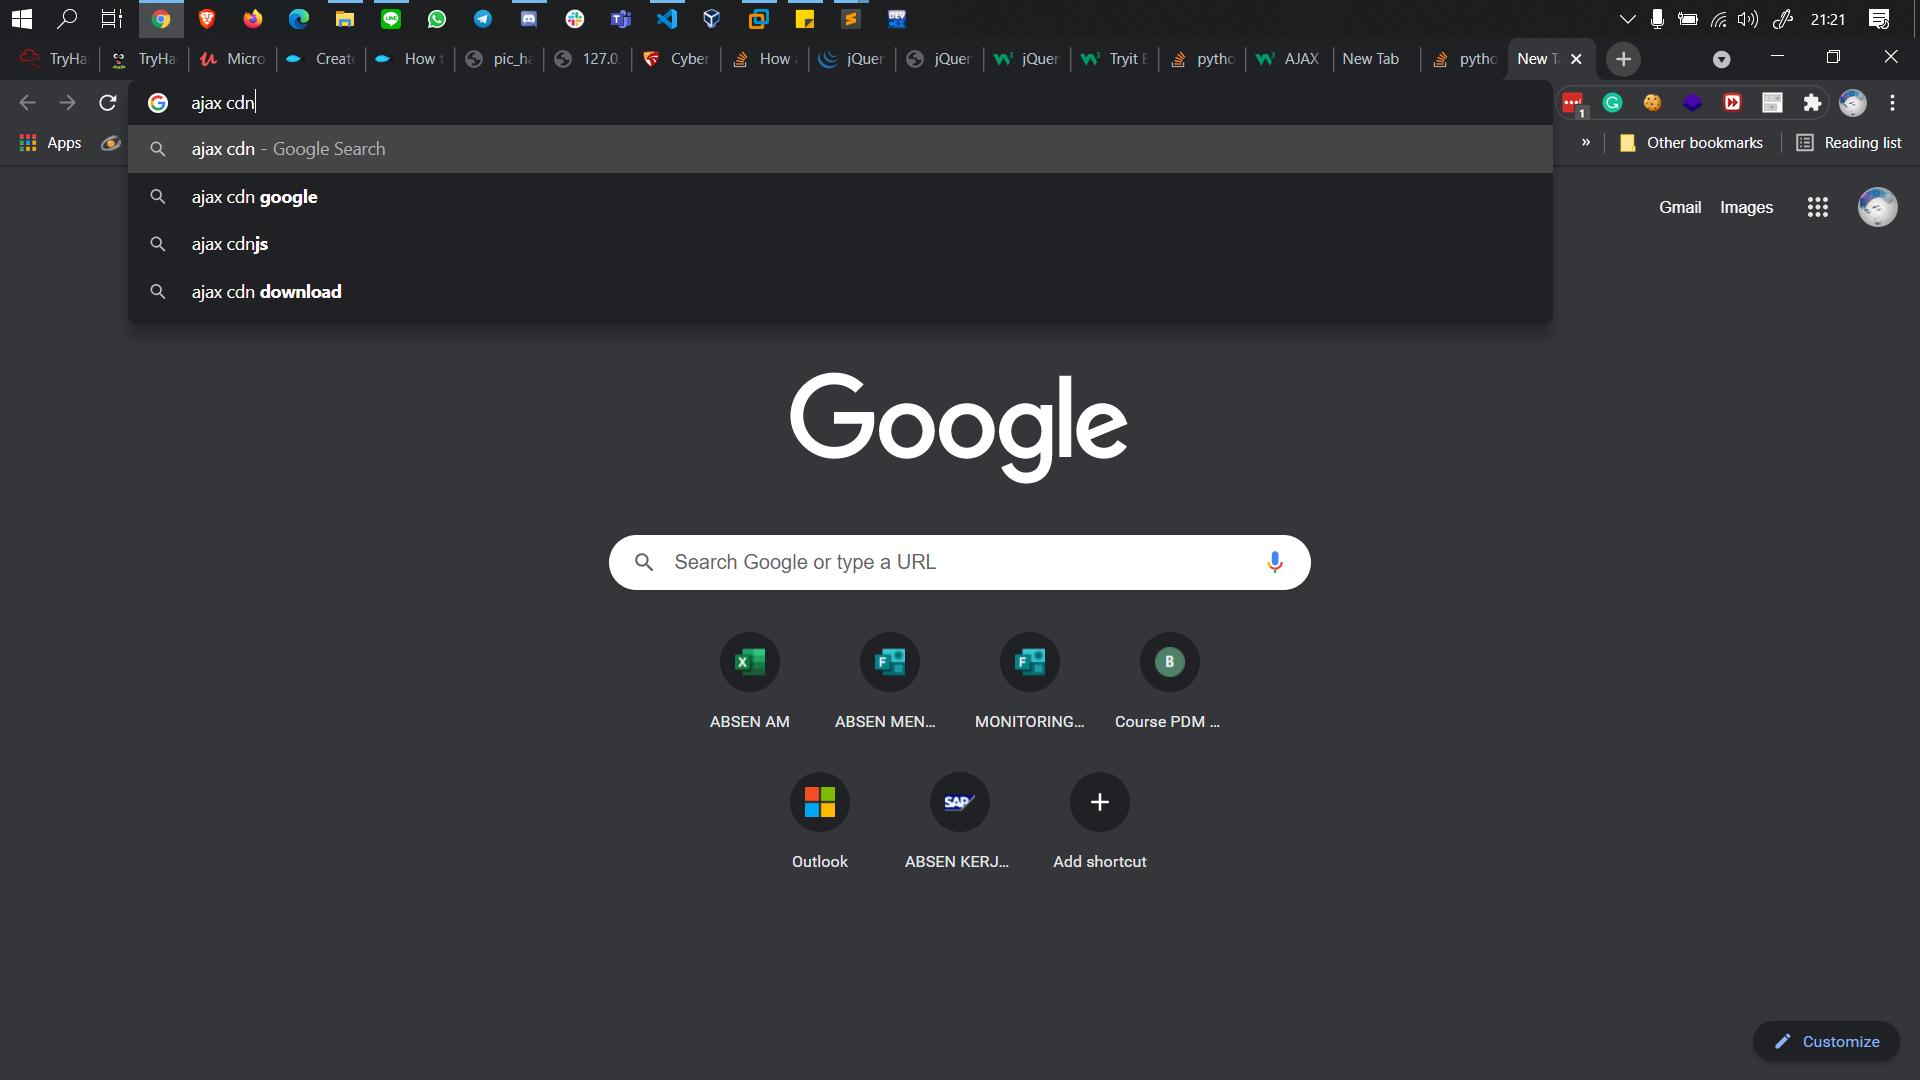 21:21
TryHa
TryHa
Micro
Creat
How t
pic_ha
127.0.
Cyber
How a
jQuer
jQuer
jQuer
Tryit E
pytho
AJAX
New Tab
pytho
New T
ajax cdn
1
Apps
ajax cdn - Google Search
»
Other bookmarks
Reading list
ajax cdn google
Gmail
Images
ajax cdnjs
ajax cdn download
Google
Search Google or type a URL
ABSEN AM
ABSEN MEN...
MONITORING...
B
Course PDM ...
Outlook
SAP
ABSEN KERJ...
Add shortcut
Customize